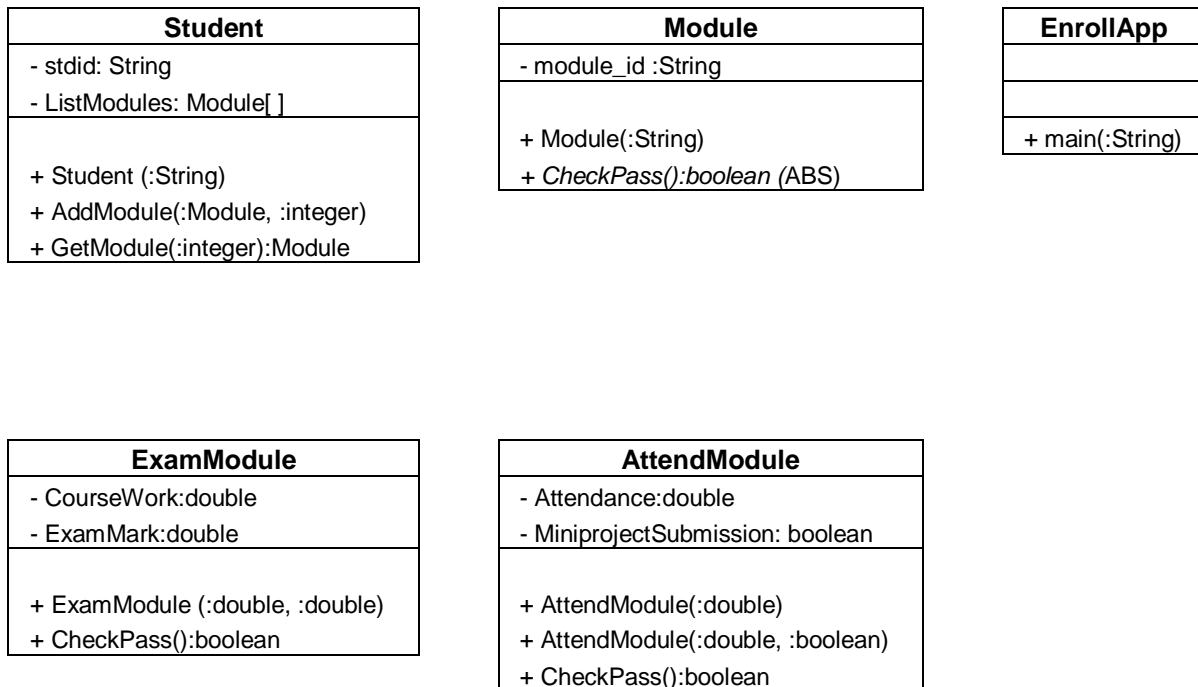 Student
- stdid: String
- ListModules: Module[ ]
+ Student (:String)
+ AddModule(:Module, :integer)
+ GetModule(:integer):Module
Module
- module_id :String
+ Module(:String)
+ CheckPass():boolean (ABS)
EnrollApp
+ main(:String)
ExamModule
- CourseWork:double
- ExamMark:double
+ ExamModule (:double, :double)
+ CheckPass():boolean
AttendModule
- Attendance:double
- MiniprojectSubmission: boolean
+ AttendModule(:double)
+ AttendModule(:double, :boolean)
+ CheckPass():boolean